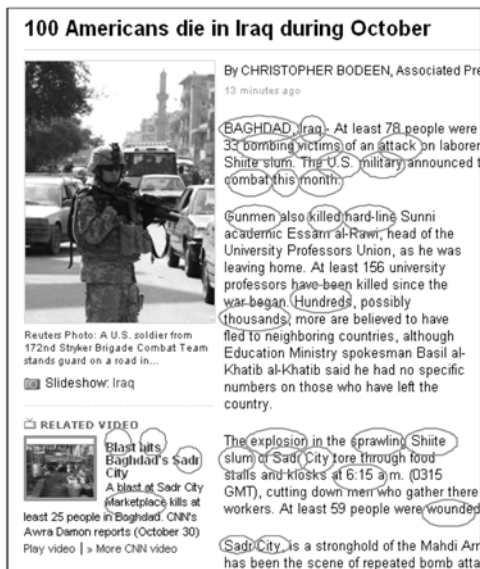 100 Americans die in Iraq during October
By CHRISTOPHER BODEEN, Associated Pre
13 minutes ago
BAGHDAD, Iraq - At least 78 people were
33 bombing victims of an attack on laborer
Shiite slum. The U.S. military announced t
combat this month.
Gunmen also killed hard-line Sunni
academic Essam al-Rawi, head of the
University Professors Union, as he was
leaving home. At least 156 university
professors have been killed since the
war began. Hundreds, possibly
thousands, more are believed to have
fled to neighboring countries, although
Education Ministry spokesman Basil al-
Khatib al-Khatib said he had no specific
numbers on those who have left the
country.
The explosion in the sprawling Shiite
slum of Sadr City tore through food
stalls and kiosks at 6:15 a.m. (0315
GMT), cutting down men who gather there
workers. At least 59 people were wounded
Sadr City, is a stronghold of the Mahdi Arm
has been the scene of repeated bomb atta
Reuters Photo: A U.S. soldier from
172nd Stryker Brigade Combat Team
stands guard on a road in...
Slideshow: Iraq
RELATED VIDEO
Blast hits
Baghdad's Sadr
City
A blast at Sadr City
Marketplace kills at
least 25 people in Baghdad. CNN's
Awra Damon reports (October 30)
Play video | » More CNN video